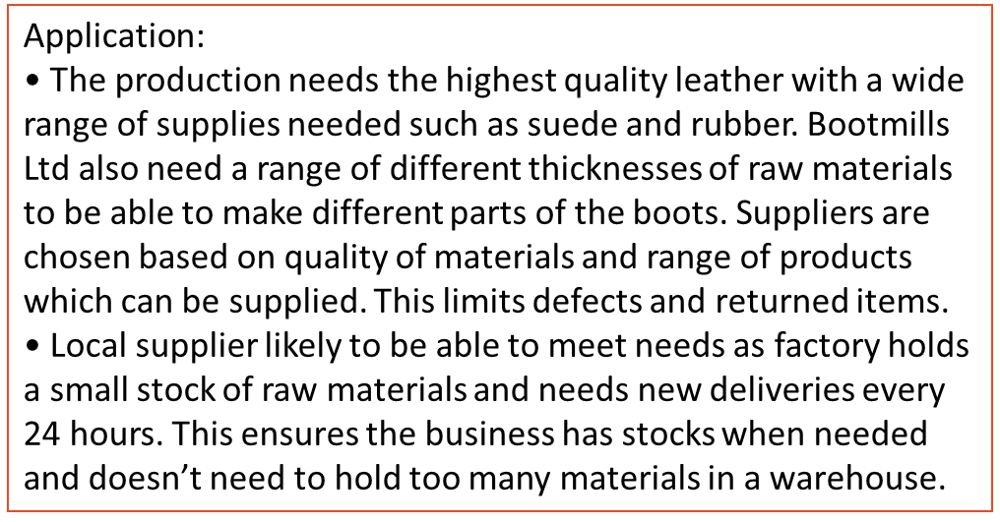 Application:
• The production needs the highest quality leather with a wide
range of supplies needed such as suede and rubber. Bootmills
Ltd also need a range of different thicknesses of raw materials
to be able to make different parts of the boots. Suppliers are
chosen based on quality of materials and range of products
which can be supplied. This limits defects and returned items.
• Local supplier likely to be able to meet needs as factory holds
a small stock of raw materials and needs new deliveries every
24 hours. This ensures the business has stocks when needed
and doesn’t need to hold too many materials in a warehouse.